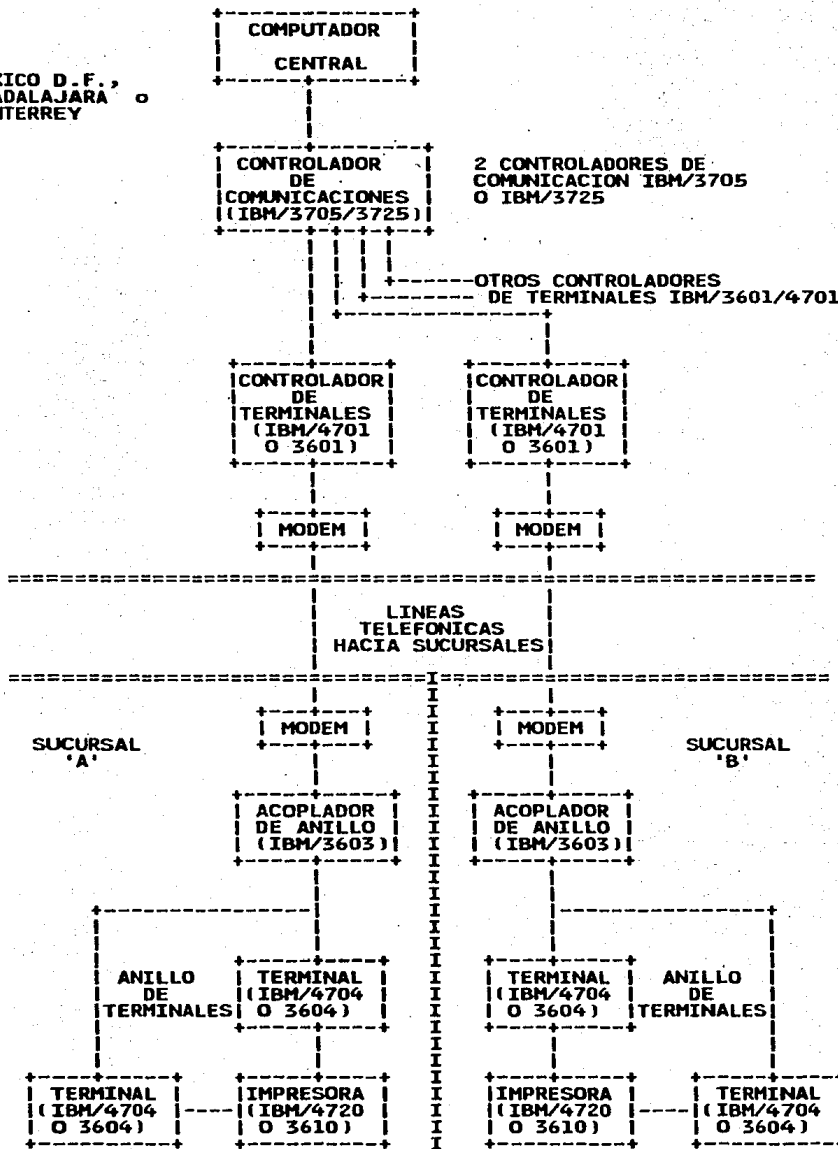 COMPUTADOR
CENTRAL
XICO D.F.,
ADALAJARA o
NTERREY
CONTROLADOR
DE
COMUNICACIONES
(IBM/3705/3725)
2 CONTROLADORES DE
COMUNICACION IBM/3705
O IBM/3725
OTROS CONTROLADORES
DE TERMINALES IBM/3601/4701
CONTROLADOR
DE
TERMINALES
(IBM/4701
O 3601)
CONTROLADOR
DE
TERMINALES
(IBM/4701
O 3601)
MODEM
MODEM
LINEAS
TELEFONICAS
HACIA SUCURSALES
SUCURSAL
'A'
MODEM
MODEM
SUCURSAL
'B'
ACOPLADOR
DE ANILLO
(IBM/3603)
ACOPLADOR
DE ANILLO
(IBM/3603)
ANILLO
DE
TERMINALES
TERMINAL
(IBM/4704
O 3604)
TERMINAL
(IBM/4704
O 3604)
ANILLO
DE
TERMINALES
TERMINAL
(IBM/4704
O 3604)
IMPRESORA
(IBM/4720
O 3610)
IMPRESORA
(IBM/4720
O 3610)
TERMINAL
(IBM/4704
O 3604)